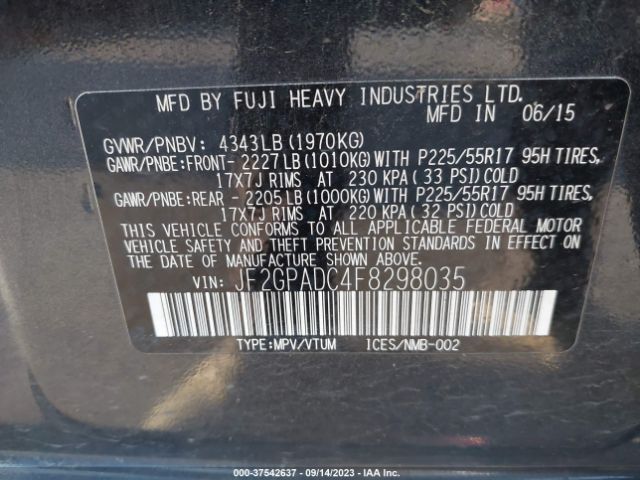 MFD BY FUJI HEAVY INDUSTRIES LTD.
MFD IN 06/15
GVWR/PNBV: 4343LB (1970KG)
GAWR/PNBE:FRONT- 2227LB (1010KG) WITH P225/55R17 95H TIRES,
17X7J RIMS AT 230 KPA (33 PSI) COLD
GAWR/PNBE:REAR - 2205LB (1000KG) WITH P225/55R17 95H TIRES,
17X7J RIMS AT 220 KPA (32 PSI) COLD
THIS VEHICLE CONFORMS TO ALL APPLICABLE FEDERAL MOTOR
VEHICLE SAFETY AND THEFT PREVENTION STANDARDS IN EFFECT
ON THE DATE OF MANUFACTURE SHOWN ABOVE.
VIN: JF2GPADC4F8298035
TYPE:MPV/VTUM ICES/NMB-002
000-37542637 - 09/14/2023 - IAA Inc.